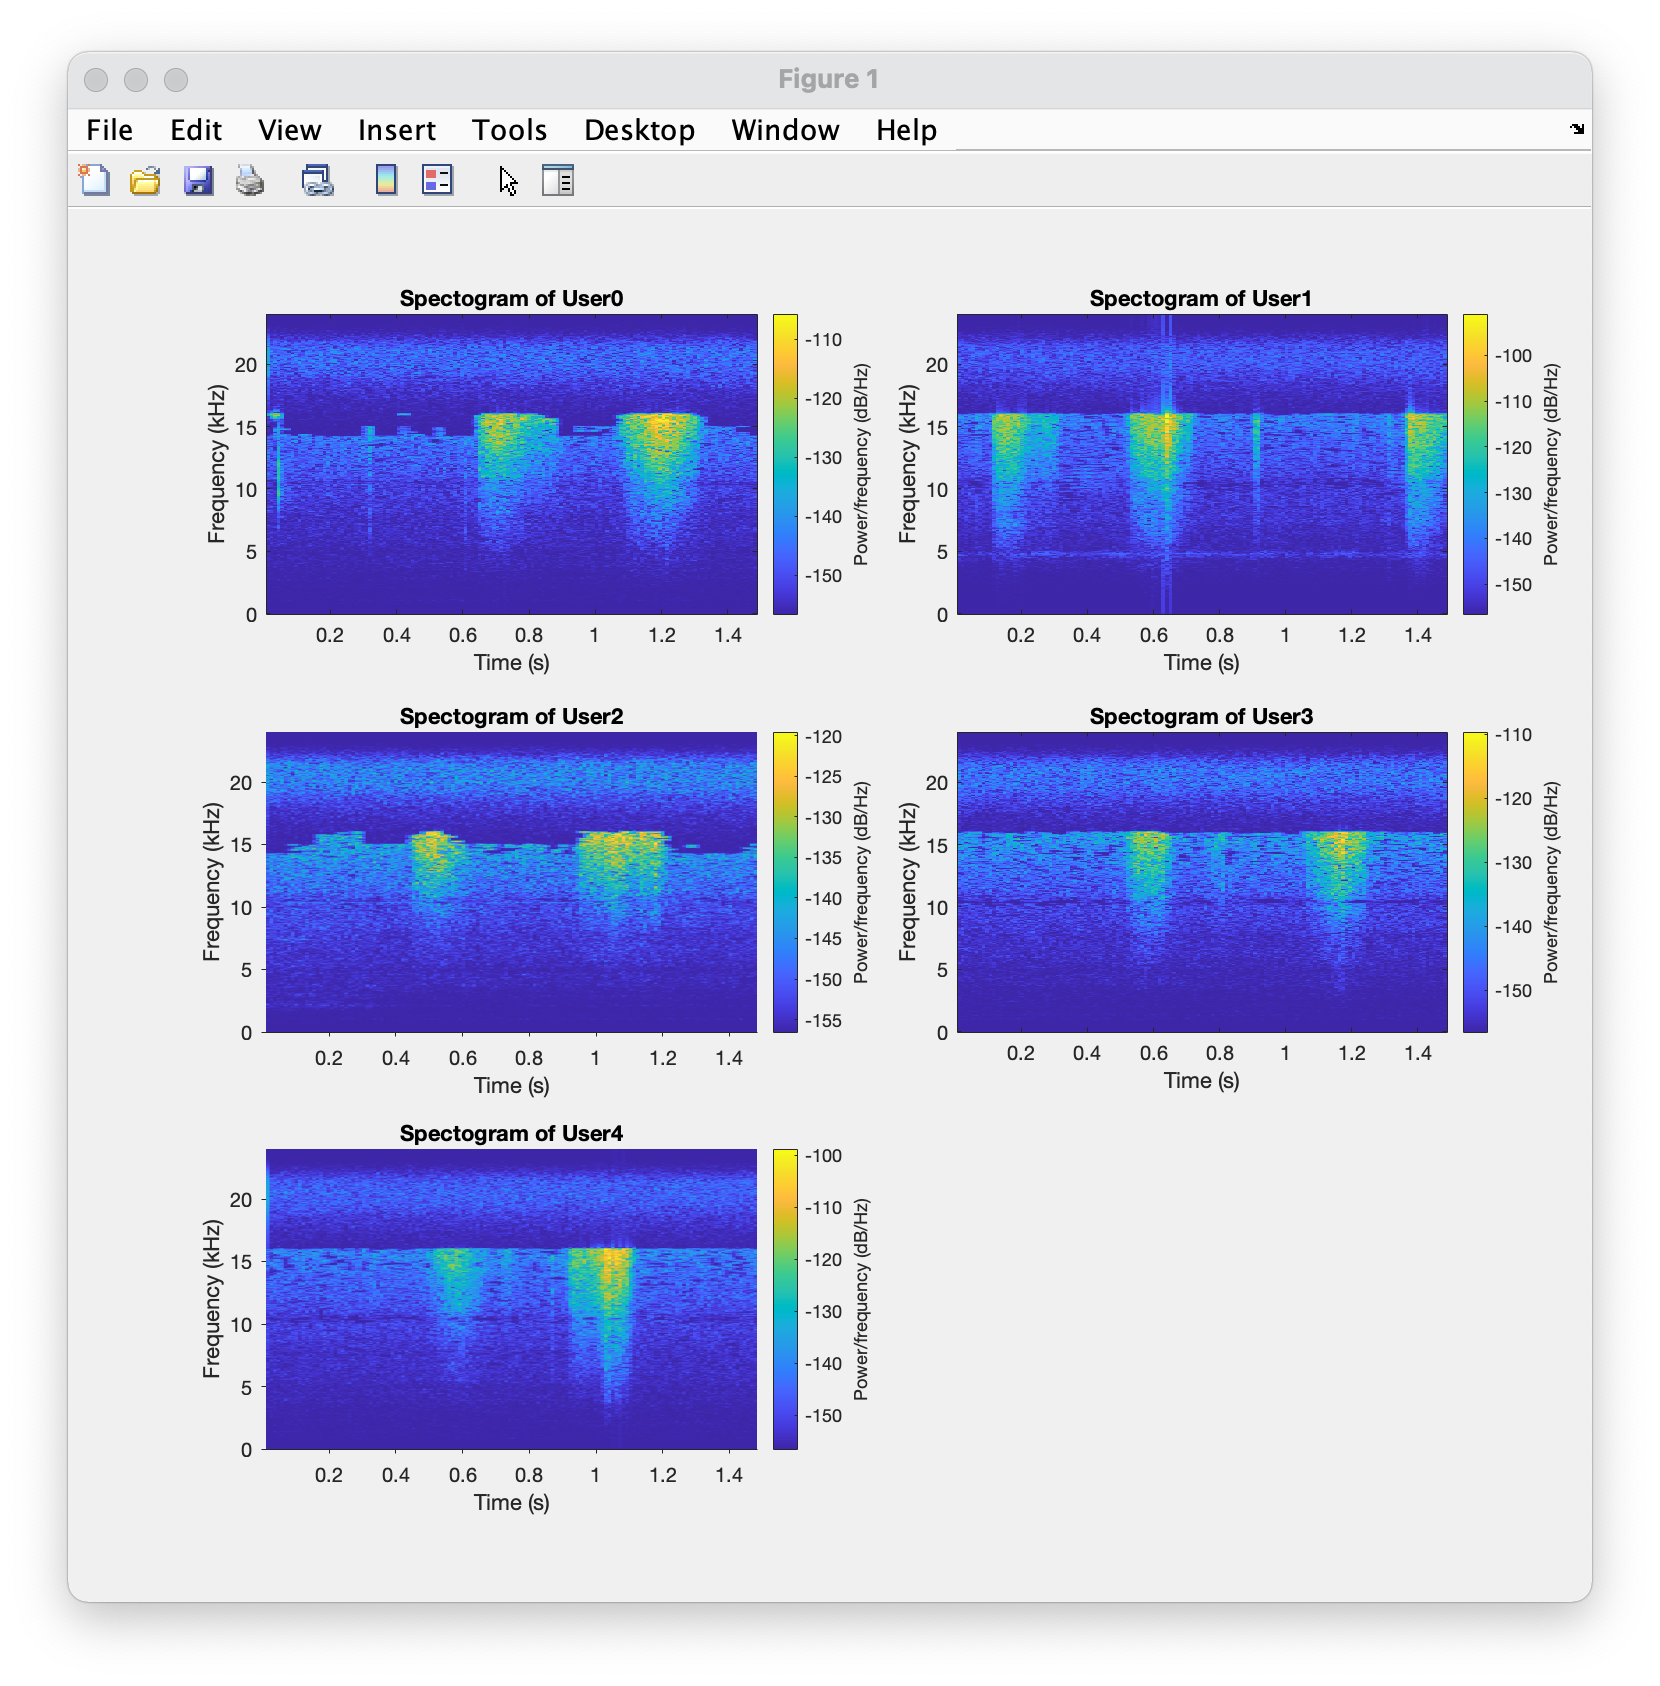 Figure 1
File Edit View Insert Tools Desktop Window Help
Spectogram of User0
Frequency (kHz)
20
15
10
5
0
0.2 0.4 0.6 0.8 1 1.2 1.4
Time (s)
-110
-120
-130
-140
-150
Power/frequency (dB/Hz)
Spectogram of User1
Frequency (kHz)
20
15
10
5
0
0.2 0.4 0.6 0.8 1 1.2 1.4
Time (s)
-100
-110
-120
-130
-140
-150
Power/frequency (dB/Hz)
Spectogram of User2
Frequency (kHz)
20
15
10
5
0
0.2 0.4 0.6 0.8 1 1.2 1.4
Time (s)
-120
-125
-130
-135
-140
-145
-150
-155
Power/frequency (dB/Hz)
Spectogram of User3
Frequency (kHz)
20
15
10
5
0
0.2 0.4 0.6 0.8 1 1.2 1.4
Time (s)
-110
-120
-130
-140
-150
Power/frequency (dB/Hz)
Spectogram of User4
Frequency (kHz)
20
15
10
5
0
0.2 0.4 0.6 0.8 1 1.2 1.4
Time (s)
-100
-110
-120
-130
-140
-150
Power/frequency (dB/Hz)